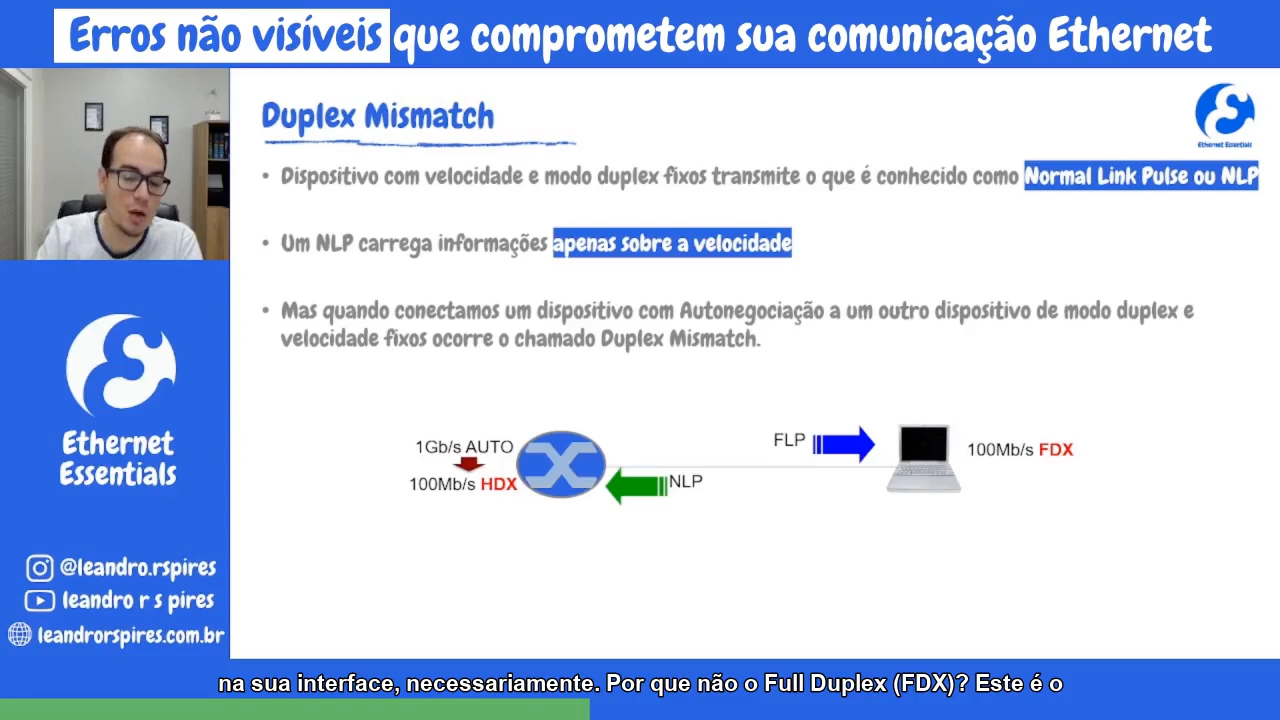 Erros não visíveis que comprometem sua comunicação Ethernet
Duplex Mismatch
Ethernet Essentials
• Dispositivo com velocidade e modo duplex fixos transmite o que é conhecido como Normal Link Pulse ou NLP
• Um NLP carrega informações apenas sobre a velocidade
• Mas quando conectamos um dispositivo com Autonegociação a um outro dispositivo de modo duplex e
velocidade fixos ocorre o chamado Duplex Mismatch.
1Gb/s AUTO
100Mb/s HDX
FLP
NLP
100Mb/s FDX
Ethernet
Essentials
@leandro.rspires
leandro r s pires
leandrorspires.com.br
na sua interface, necessariamente. Por que não o Full Duplex (FDX)? Este é o